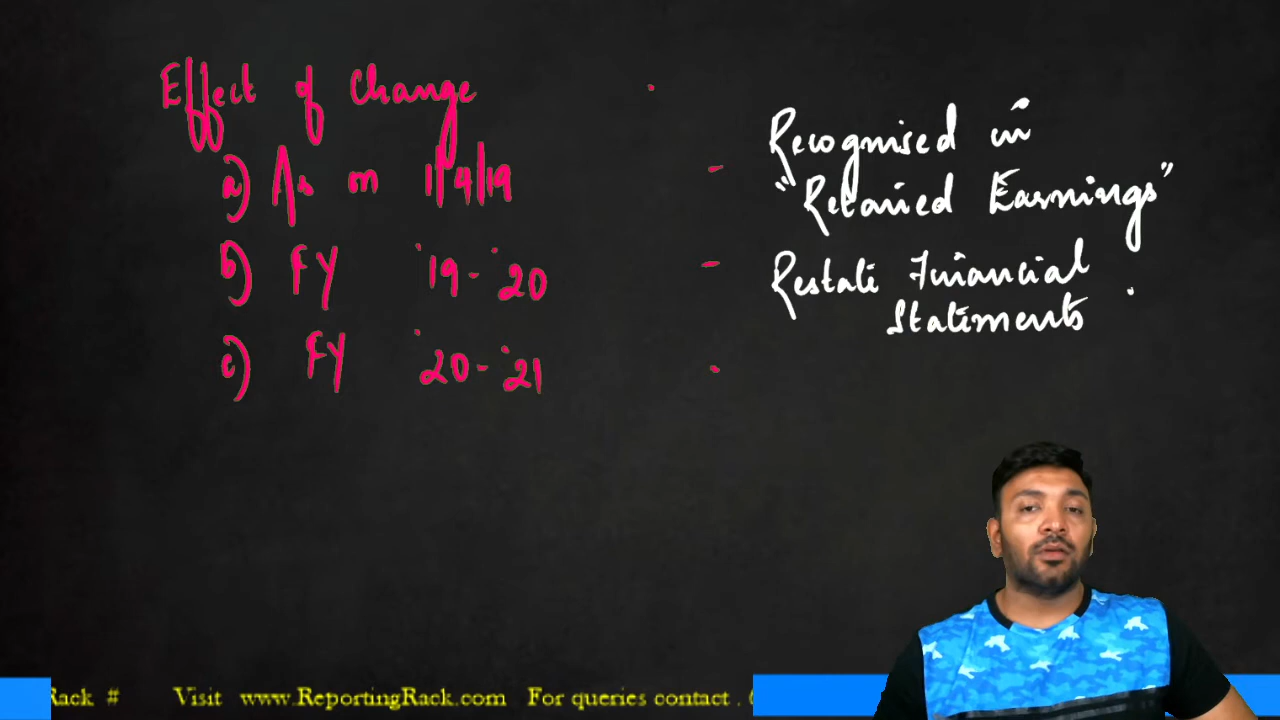 Effect of Change
a) As on 1/4/19 - Recognised in
"Retained Earnings"
b) FY '19-'20 - Restate Financial
Statements
c) FY '20-'21
Rack # Visit www.ReportingRack.com For queries contact .